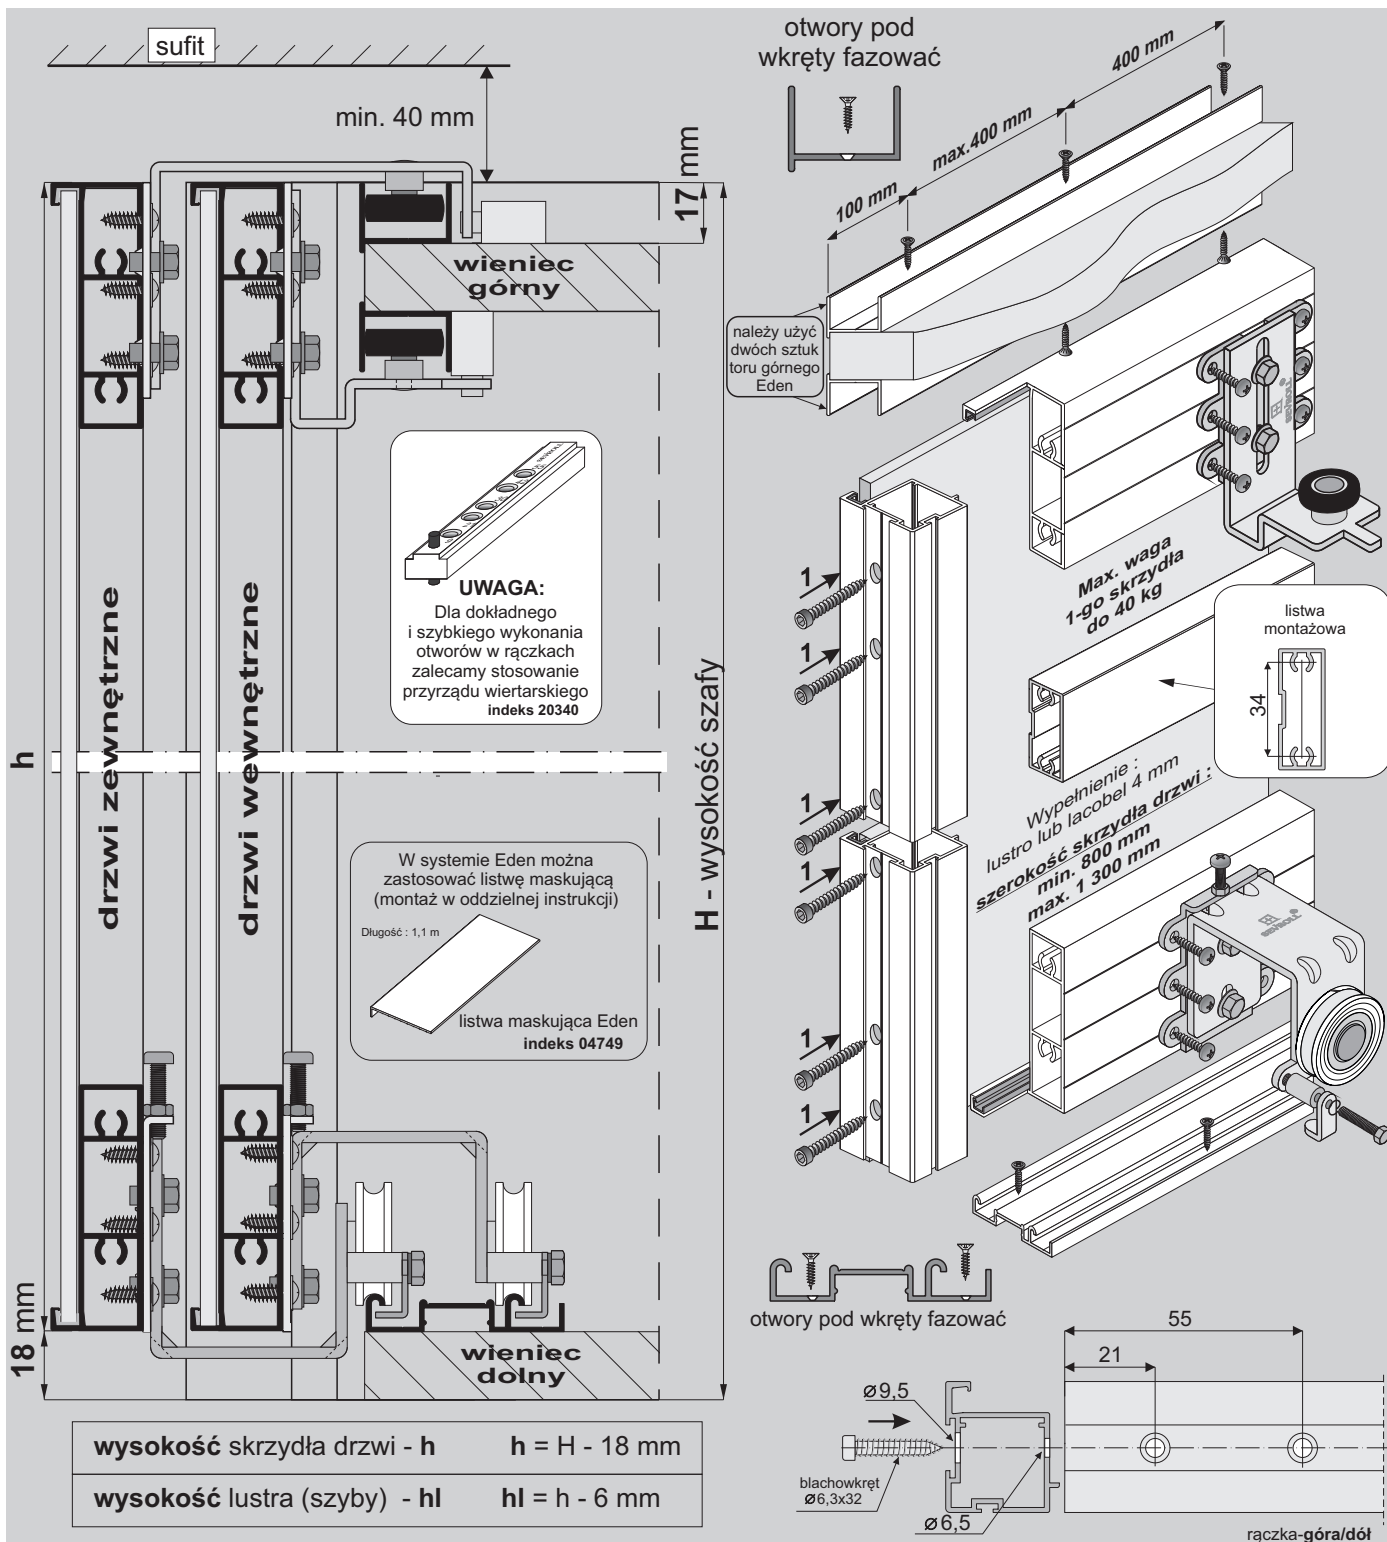 sufit
min. 40 mm
17 mm
wieniec
górny
h
drzwi zewnętrzne
drzwi wewnętrzne
H - wysokość szafy
UWAGA:
Dla dokładnego
i szybkiego wykonania
otworów w rączkach
zalecamy stosowanie
przyrządu wiertarskiego
indeks 20340
W systemie Eden można
zastosować listwę maskującą
(montaż w oddzielnej instrukcji)
Długość : 1,1 m
listwa maskująca Eden
indeks 04749
18 mm
wieniec
dolny
wysokość skrzydła drzwi - h h = H - 18 mm
wysokość lustra (szyby) - hl hl = h - 6 mm
otwory pod
wkręty fazować
400 mm
max.400 mm
100 mm
należy użyć
dwóch sztuk
toru górnego
Eden
SEVROLL
Max. waga
1-go skrzydła
do 40 kg
listwa
montażowa
34
1
1
1
1
1
1
Wypełnienie :
lustro lub lacobel 4 mm
szerokość skrzydła drzwi :
min. 800 mm
max. 1 300 mm
SEVROLL
otwory pod wkręty fazować
55
21
ø9,5
blachowkręt
ø6,3x32
ø6,5
rączka-góra/dół